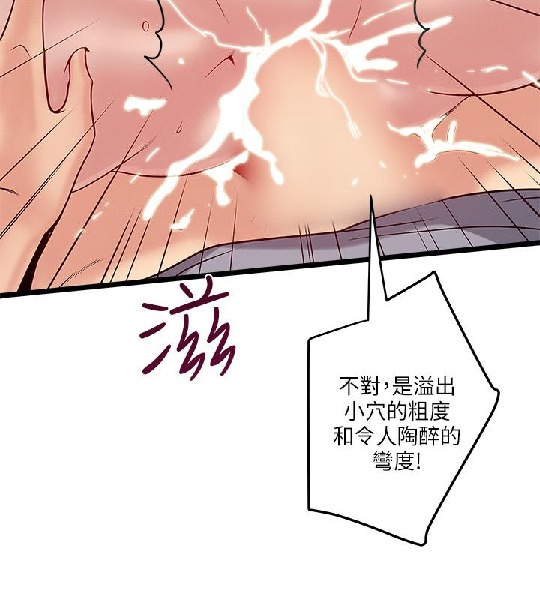 滋
不對,是溢出
小穴的粗度
和令人陶醉的
彎度!